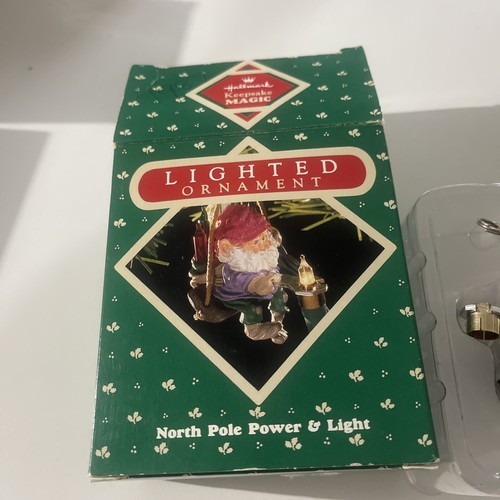 Hallmark
Keepsake
MAGIC
LIGHTED
ORNAMENT
North Pole Power & Light